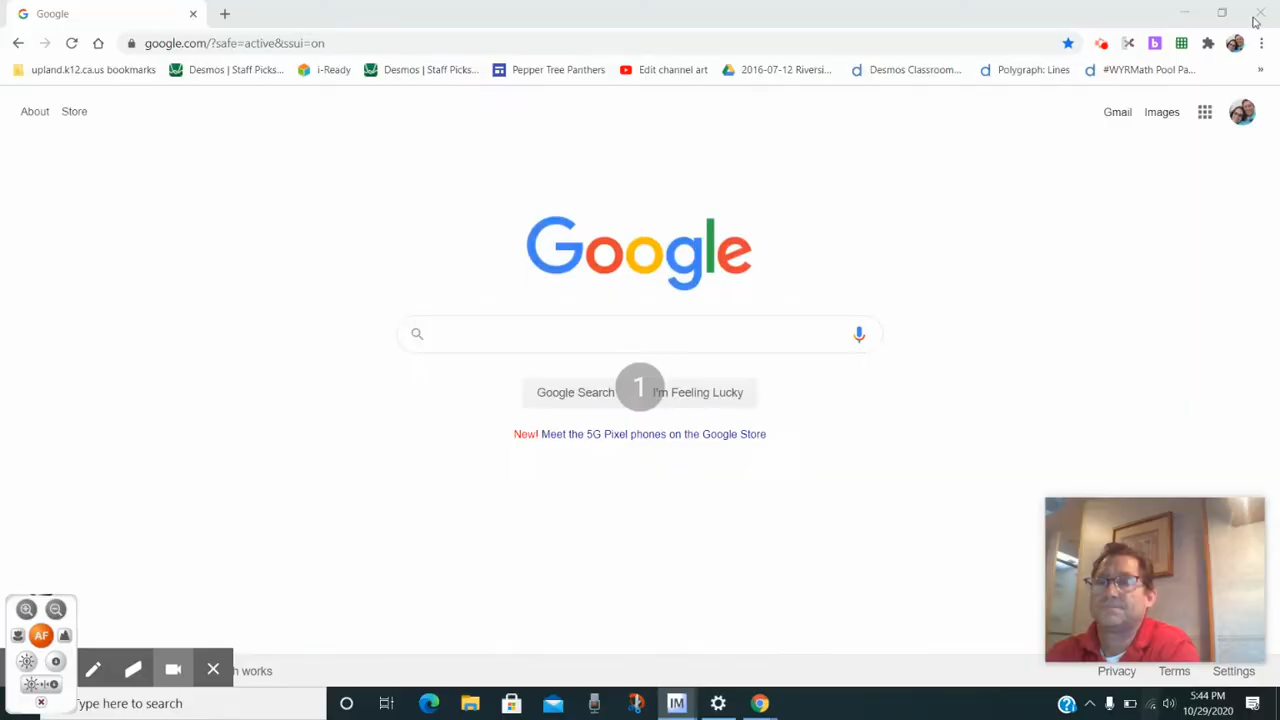 Google
google.com/?safe=active&ssui=on
upland.k12.ca.us bookmarks Desmos | Staff Picks... i-Ready Desmos | Staff Picks... Pepper Tree Panthers Edit channel art 2016-07-12 Riversi... Desmos Classroom... Polygraph: Lines #WYRMath Pool Pa... »
About Store Gmail Images
Google
Google Search 1 I'm Feeling Lucky
New! Meet the 5G Pixel phones on the Google Store
AF
h works Privacy Terms Settings
Type here to search IM 5:44 PM
10/29/2020